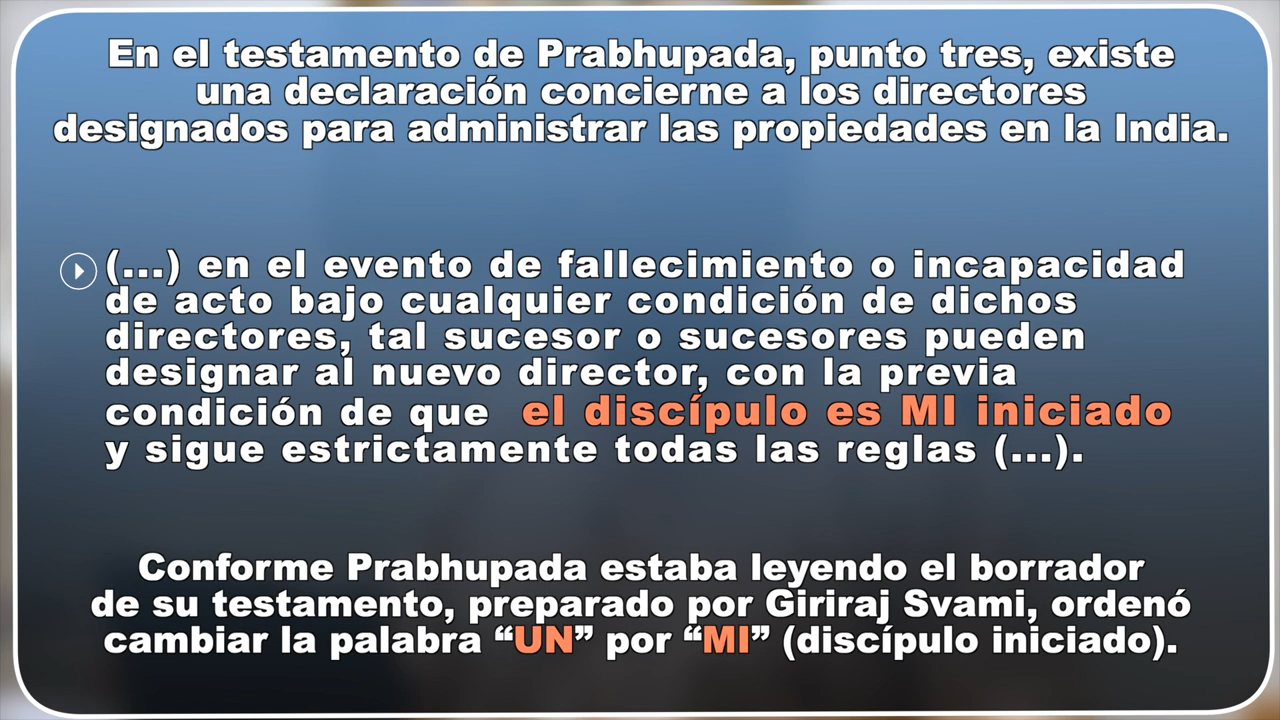 En el testamento de Prabhupada, punto tres, existe
una declaración concierne a los directores
designados para administrar las propiedades en la India.
(...) en el evento de fallecimiento o incapacidad
de acto bajo cualquier condición de dichos
directores, tal sucesor o sucesores pueden
designar al nuevo director, con la previa
condición de que el discípulo es MI iniciado
y sigue estrictamente todas las reglas (...).
Conforme Prabhupada estaba leyendo el borrador
de su testamento, preparado por Giriraj Svami, ordenó
cambiar la palabra “UN” por “MI” (discípulo iniciado).